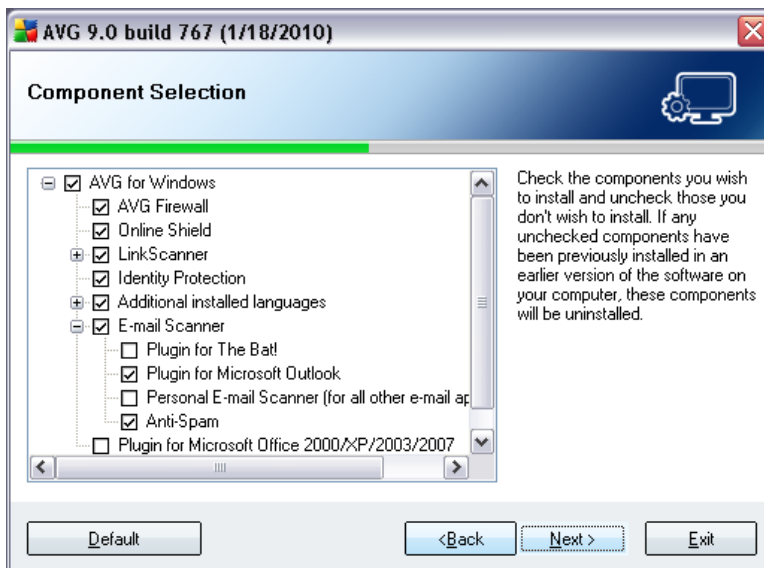 AVG 9.0 build 767 (1/18/2010)
Component Selection
AVG for Windows
AVG Firewall
Online Shield
LinkScanner
Identity Protection
Additional installed languages
E-mail Scanner
Plugin for The Bat!
Plugin for Microsoft Outlook
Personal E-mail Scanner (for all other e-mail
Anti-Spam
Plugin for Microsoft Office 2000/XP/2003/2007
Check the components you wish
to install and uncheck those you
don't wish to install. If any
unchecked components have
been previously installed in an
earlier version of the software on
your computer, these components
will be uninstalled.
Default
<Back
Next >
Exit